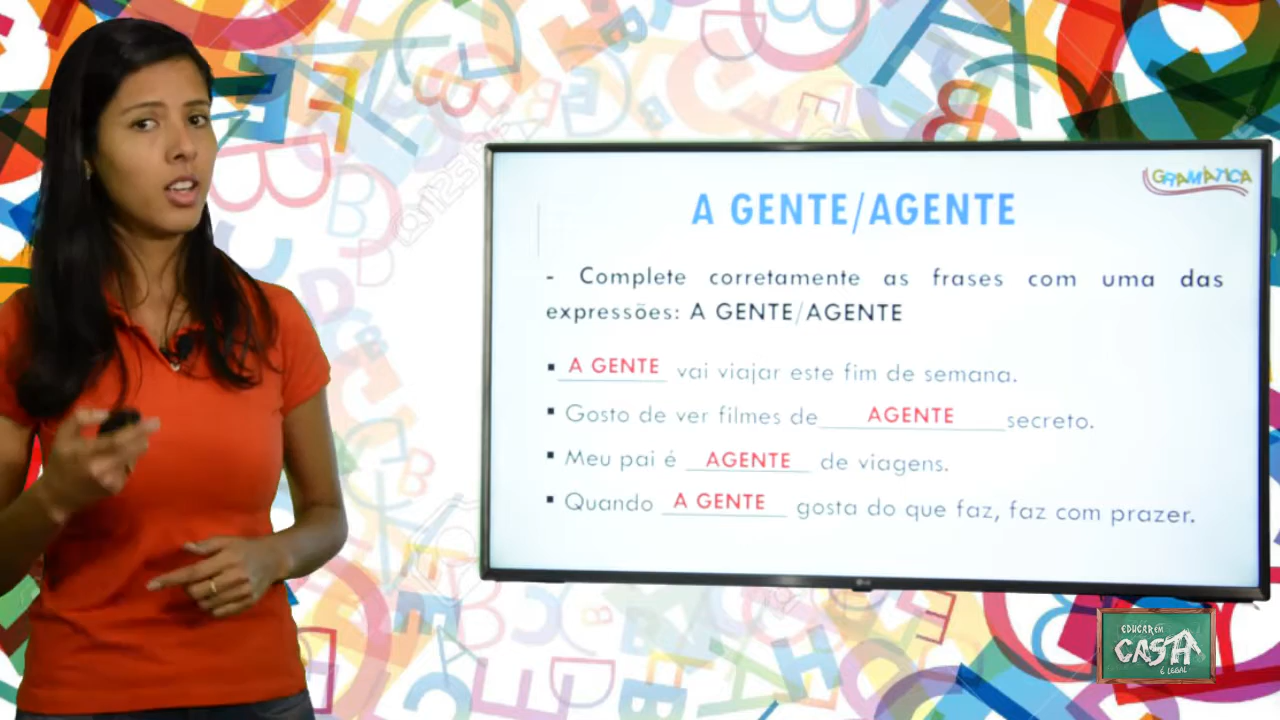 GRAMÁTICA
A GENTE/AGENTE
- Complete corretamente as frases com uma das
expressões: A GENTE/AGENTE
▪ A GENTE vai viajar este fim de semana.
▪ Gosto de ver filmes de AGENTE secreto.
▪ Meu pai é AGENTE de viagens.
▪ Quando A GENTE gosta do que faz, faz com prazer.
LG
EDUCAR EM
CASA
É LEGAL